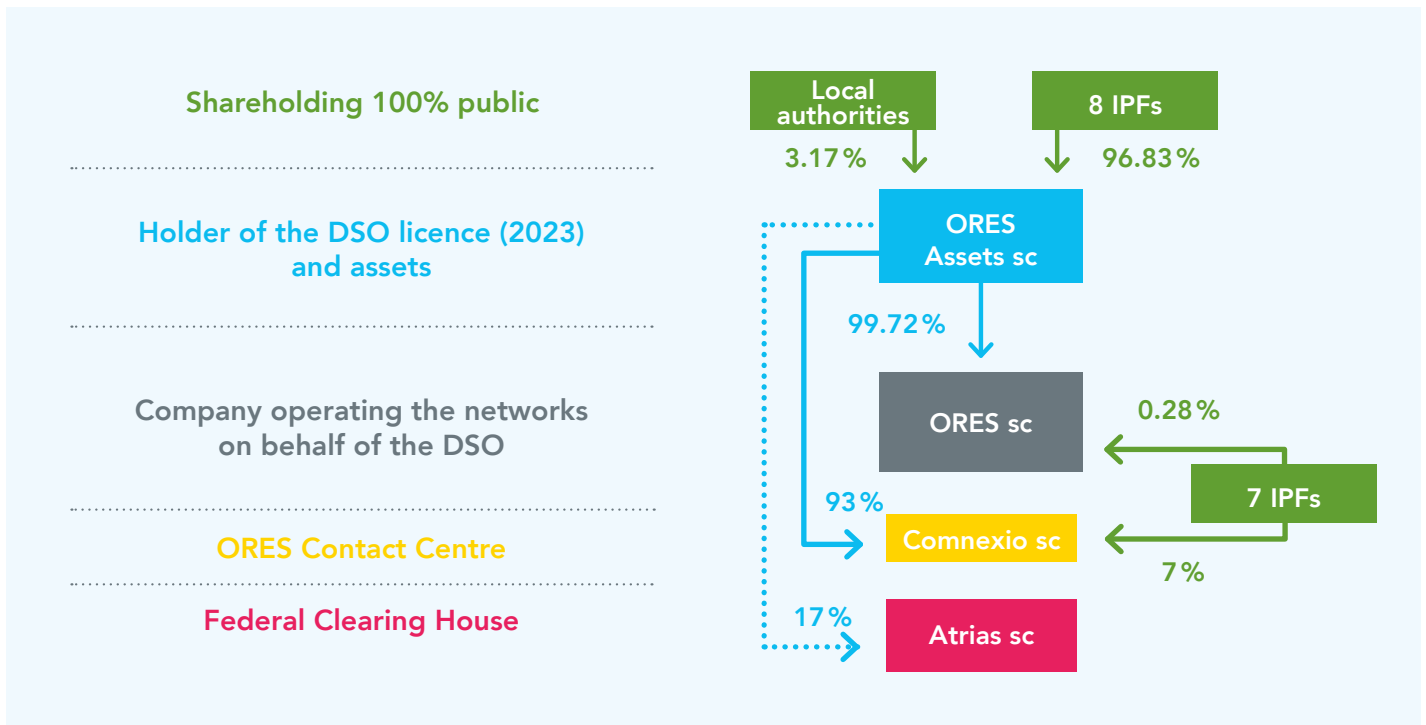 Shareholding 100% public
Local
authorities
8 IPFs
3.17%
96.83%
Holder of the DSO licence (2023)
and assets
ORES
Assets sc
99.72%
Company operating the networks
on behalf of the DSO
ORES sc
0.28%
7 IPFs
93%
ORES Contact Centre
Comnexio sc
7%
Federal Clearing House
17%
Atrias sc